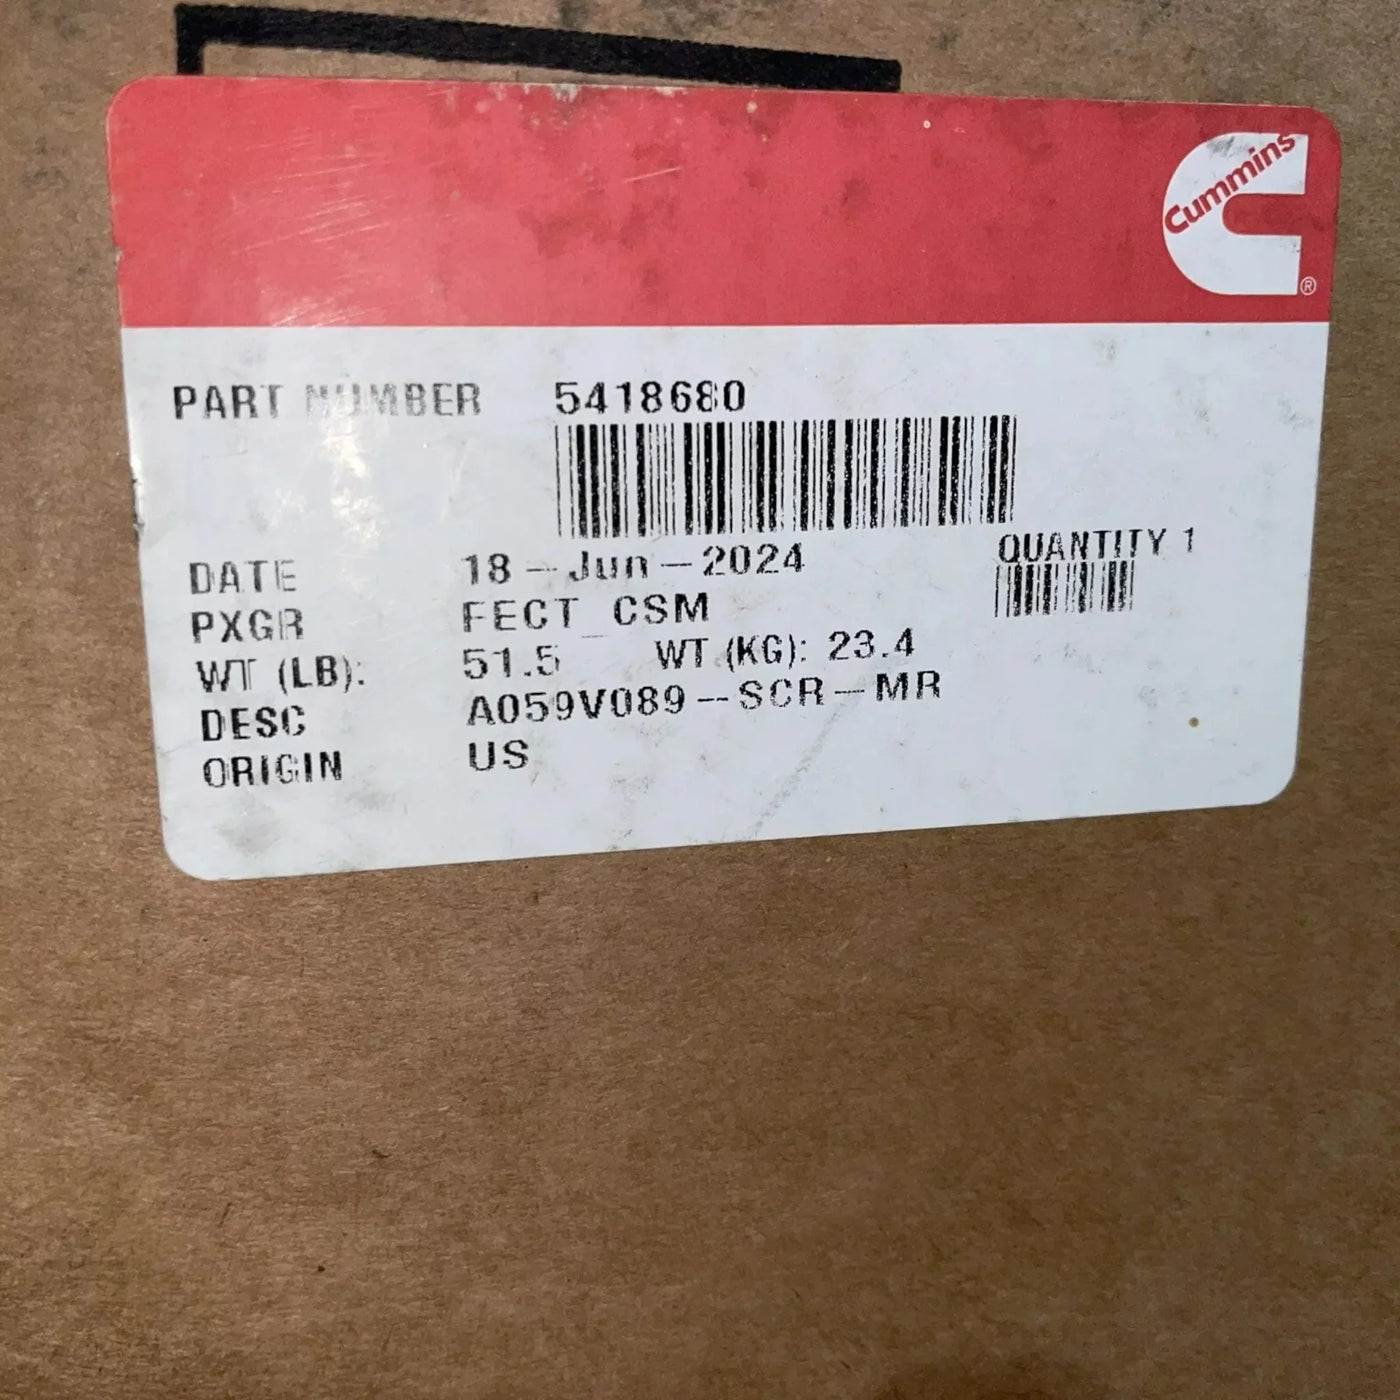 Cummins
®
PART NUMBER 5418680
QUANTITY 1
DATE 18-Jun-2024
PXGR FECT_CSM
WT (LB): 51.5 WT (KG): 23.4
DESC A059V089-SCR-MR
ORIGIN US